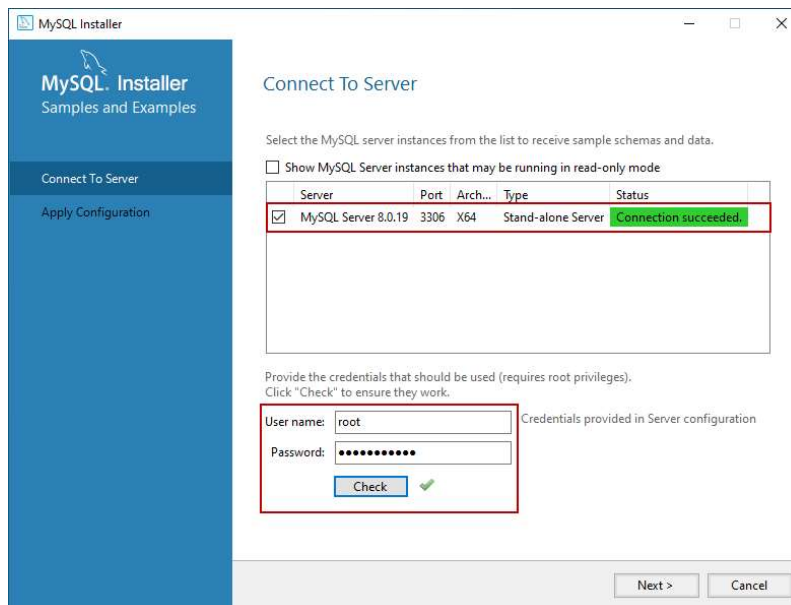 MySQL Installer
MySQL. Installer
Samples and Examples
Connect To Server
Apply Configuration
Connect To Server
Select the MySQL server instances from the list to receive sample schemas and data.
Show MySQL Server instances that may be running in read-only mode
Server Port Arch... Type Status
MySQL Server 8.0.19 3306 X64 Stand-alone Server Connection succeeded.
Provide the credentials that should be used (requires root privileges).
Click "Check" to ensure they work.
User name: root Credentials provided in Server configuration
Password: ●●●●●●●●●●●
Check
Next > Cancel